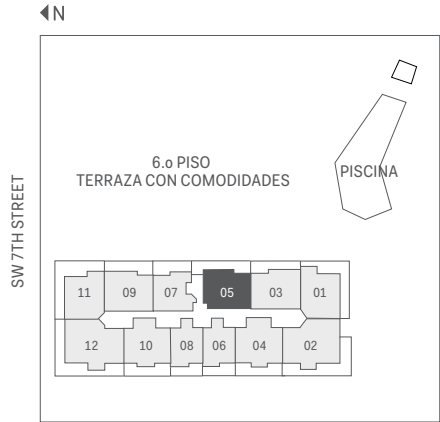 N
SW 7TH STREET
6.o PISO
TERRAZA CON COMODIDADES
PISCINA
11 09 07 05 03 01
12 10 08 06 04 02